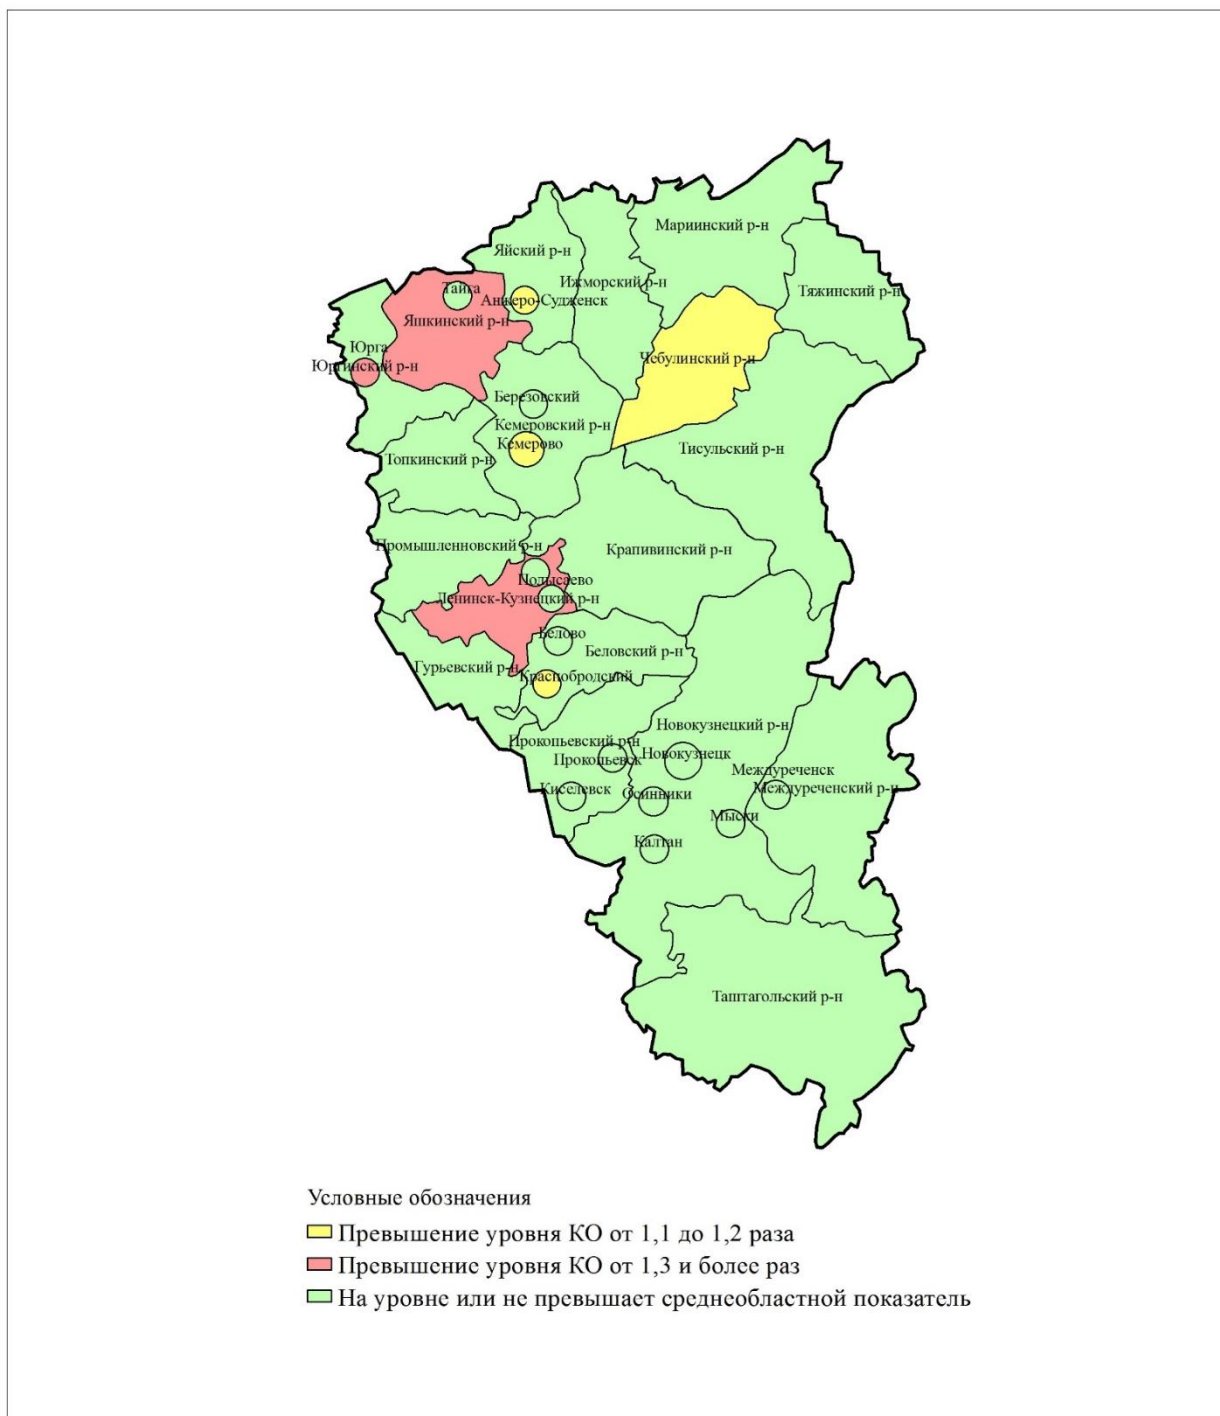 Мариинский р-н
Яйский р-н
Ижморский р-н
Тяжинский р-н
Тайга
Анжеро-Судженск
Яшкинский р-н
Юрга
Юргинский р-н
Чебулинский р-н
Березовский
Кемеровский р-н
Кемерово
Топкинский р-н
Тисульский р-н
Промышленновский р-н
Крапивинский р-н
Полысаево
Ленинск-Кузнецкий р-н
Белово
Беловский р-н
Гурьевский р-н
Краснобродский
Новокузнецкий р-н
Прокопьевский р-н
Прокопьевск
Новокузнецк
Междуреченск
Междуреченский р-н
Киселевск
Осинники
Мыски
Калтан
Таштагольский р-н
Условные обозначения
Превышение уровня КО от 1,1 до 1,2 раза
Превышение уровня КО от 1,3 и более раз
На уровне или не превышает среднеобластной показатель